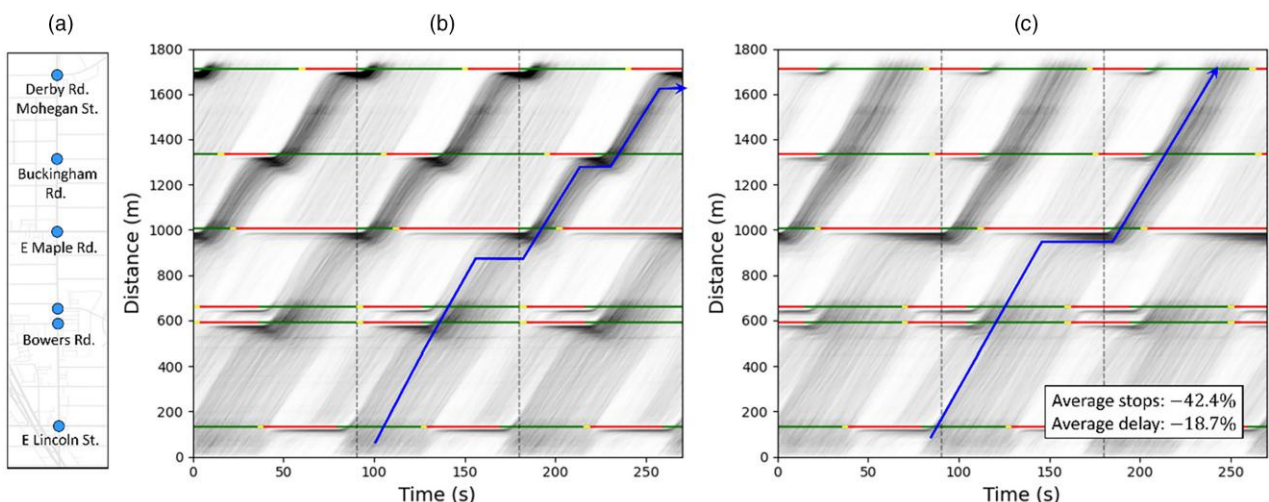 (a)
(b)
(c)
Derby Rd.
Mohegan St.
Buckingham
Rd.
E Maple Rd.
Bowers Rd.
E Lincoln St.
Distance (m)
1800
1600
1400
1200
1000
800
600
400
200
0
0 50 100 150 200 250
Time (s)
Distance (m)
1800
1600
1400
1200
1000
800
600
400
200
0
Average stops: −42.4%
Average delay: −18.7%
0 50 100 150 200 250
Time (s)